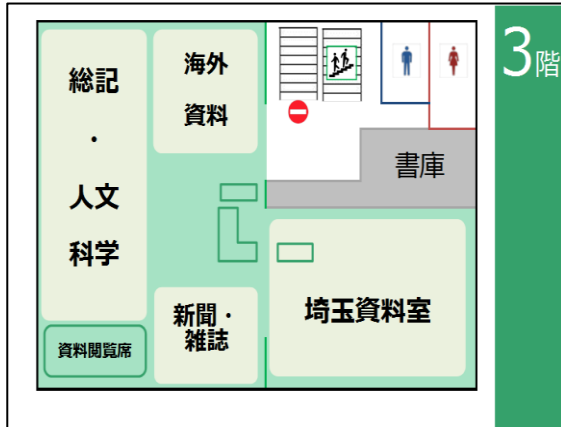 3階
総記
・
人文
科学
海外
資料
書庫
新聞・
雑誌
埼玉資料室
資料閲覧席